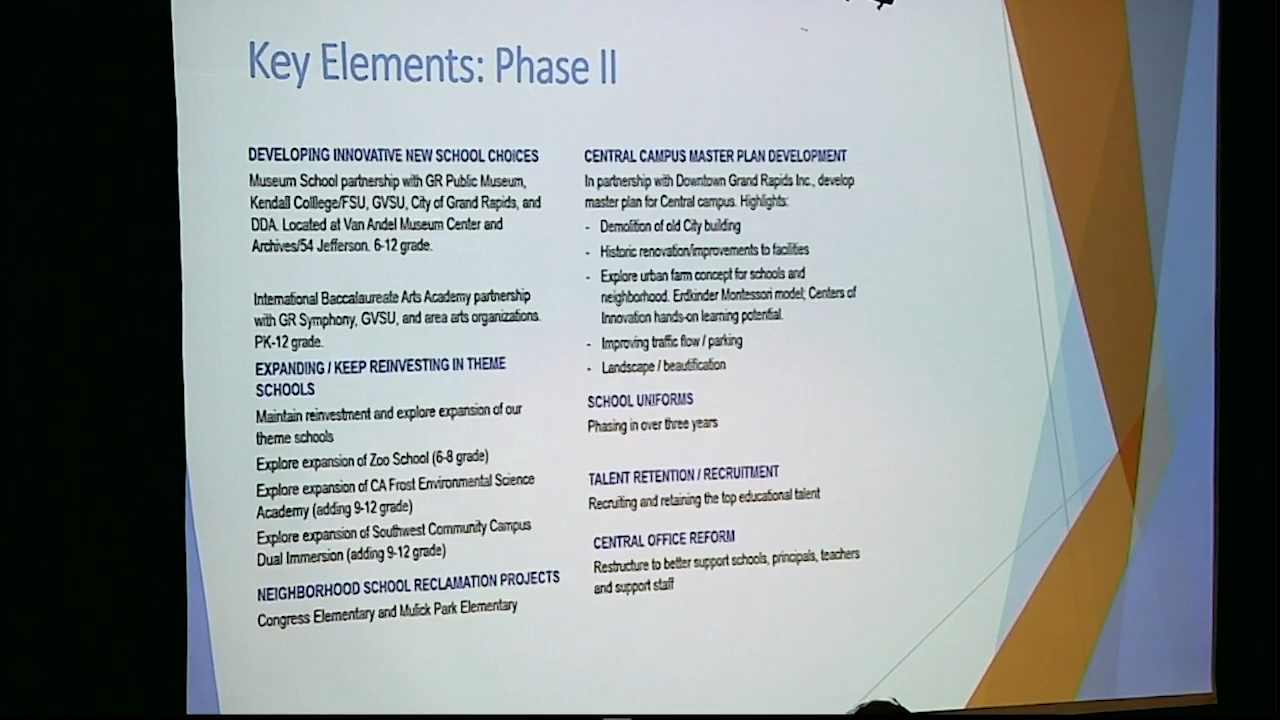 Key Elements: Phase II
DEVELOPING INNOVATIVE NEW SCHOOL CHOICES
Museum School partnership with GR Public Museum,
Kendall Colllege/FSU, GVSU, City of Grand Rapids, and
DDA. Located at Van Andel Museum Center and
Archives/54 Jefferson. 6-12 grade.
International Baccalaureate Arts Academy partnership
with GR Symphony, GVSU, and area arts organizations.
PK-12 grade.
EXPANDING / KEEP REINVESTING IN THEME
SCHOOLS
Maintain reinvestment and explore expansion of our
theme schools
Explore expansion of Zoo School (6-8 grade)
Explore expansion of CA Frost Environmental Science
Academy (adding 9-12 grade)
Explore expansion of Southwest Community Campus
Dual Immersion (adding 9-12 grade)
NEIGHBORHOOD SCHOOL RECLAMATION PROJECTS
Congress Elementary and Mulick Park Elementary
CENTRAL CAMPUS MASTER PLAN DEVELOPMENT
In partnership with Downtown Grand Rapids Inc., develop
master plan for Central campus. Highlights:
- Demolition of old City building
- Historic renovation/improvements to facilities
- Explore urban farm concept for schools and
neighborhood. Erdkinder Montessori model; Centers of
Innovation hands-on learning potential.
- Improving traffic flow / parking
- Landscape / beautification
SCHOOL UNIFORMS
Phasing in over three years
TALENT RETENTION / RECRUITMENT
Recruiting and retaining the top educational talent
CENTRAL OFFICE REFORM
Restructure to better support schools, principals, teachers
and support staff